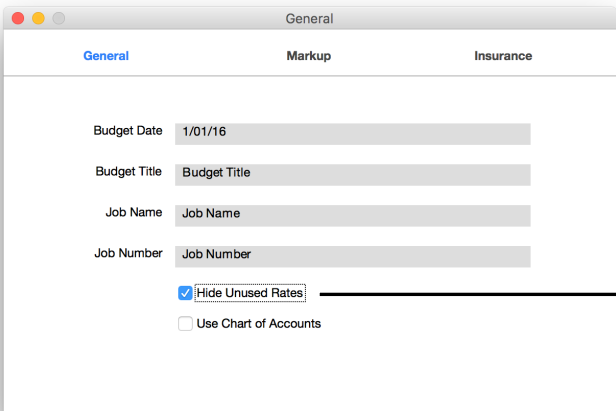 General
General Markup Insurance
Budget Date 1/01/16
Budget Title Budget Title
Job Name Job Name
Job Number Job Number
Hide Unused Rates
Use Chart of Accounts